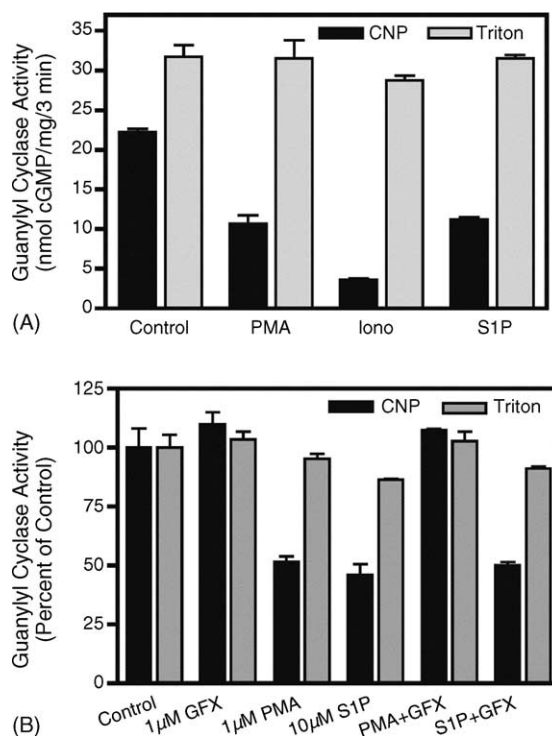 CNP Triton
Guanylyl Cyclase Activity
(nmol cGMP/mg/3 min)
35
30
25
20
15
10
5
0
Control PMA Iono S1P
(A)
CNP Triton
Guanylyl Cyclase Activity
(Percent of Control)
125
100
75
50
25
0
Control 1μM GFX 1μM PMA 10μM S1P PMA+GFX S1P+GFX
(B)